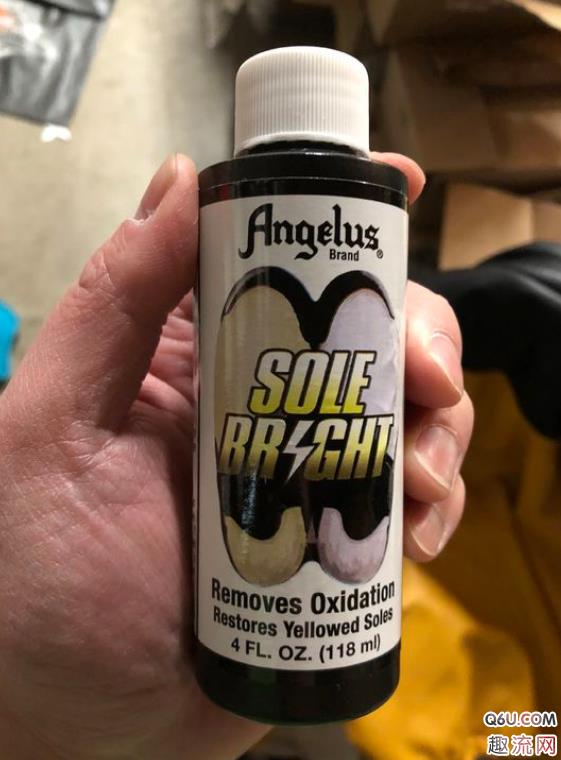 Angelus®
Brand
SOLE
BRIGHT
Removes Oxidation
Restores Yellowed Soles
4 FL. OZ. (118 ml)
Q6U.COM
趣流网